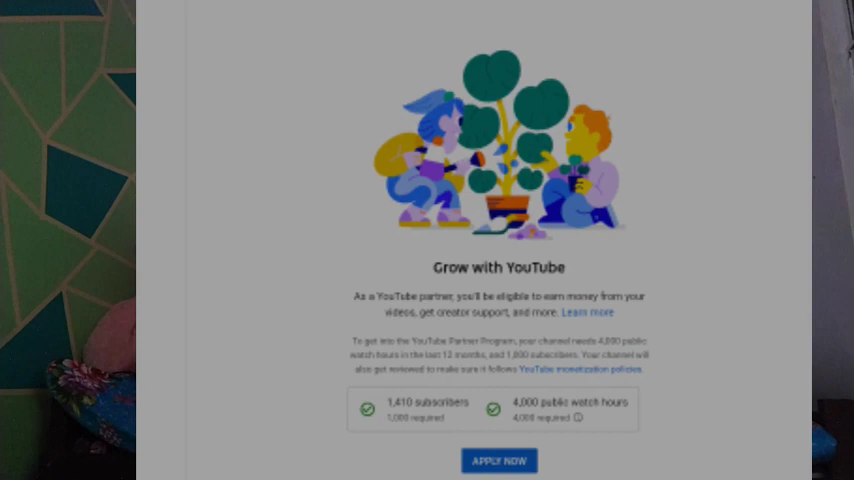 Grow with YouTube
As a YouTube partner, you'll be eligible to earn money from your
videos, get creator support, and more. Learn more
To get into the YouTube Partner Program, your channel needs 4,000 public
watch hours in the last 12 months, and 1,000 subscribers. Your channel will
also get reviewed to make sure it follows YouTube monetization policies.
1,410 subscribers
1,000 required
4,000 public watch hours
4,000 required
APPLY NOW